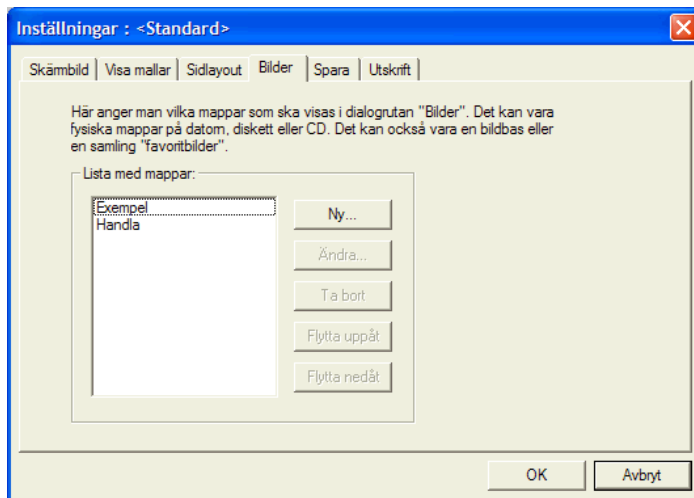 Inställningar : <Standard>
Skärmbild Visa mallar Sidlayout Bilder Spara Utskrift
Här anger man vilka mappar som ska visas i dialogrutan "Bilder". Det kan vara
fysiska mappar på datorn, diskett eller CD. Det kan också vara en bildbas eller
en samling "favoritbilder".
Lista med mappar:
Exempel
Handla
Ny...
Ändra...
Ta bort
Flytta uppåt
Flytta nedåt
OK Avbryt